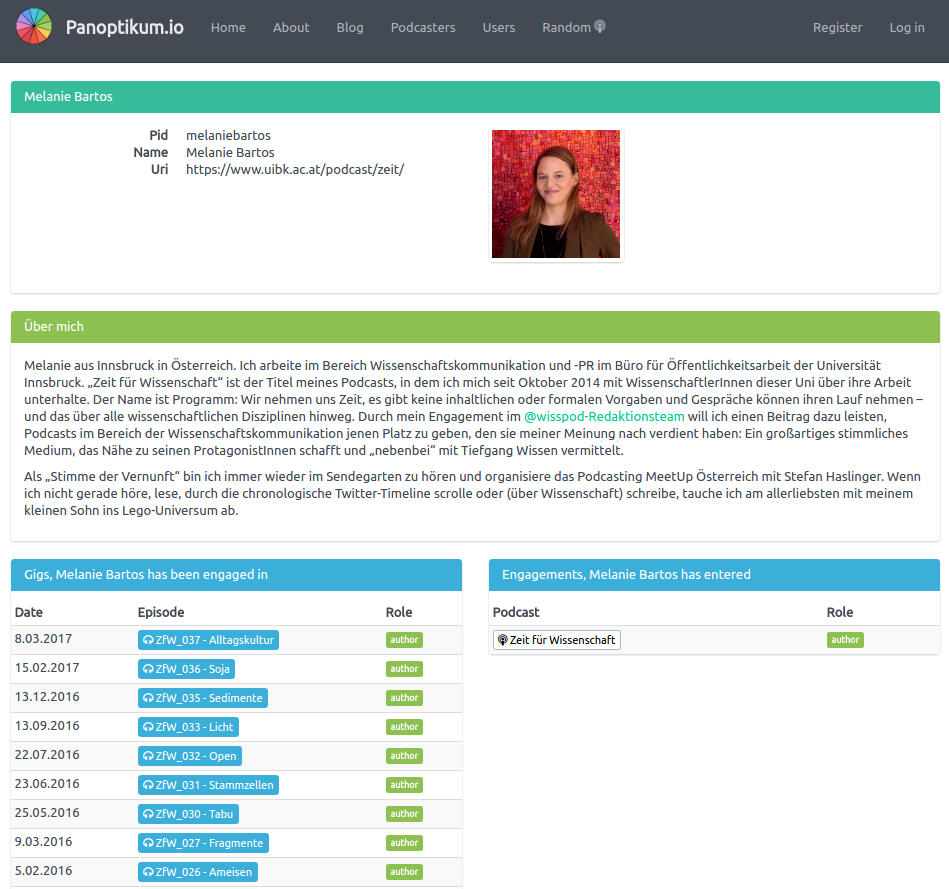 Panoptikum.io Home About Blog Podcasters Users Random Register Log in
Melanie Bartos
Pid melaniebartos
Name Melanie Bartos
Uri https://www.uibk.ac.at/podcast/zeit/
Über mich
Melanie aus Innsbruck in Österreich. Ich arbeite im Bereich Wissenschaftskommunikation und -PR im Büro für Öffentlichkeitsarbeit der Universität
Innsbruck. „Zeit für Wissenschaft“ ist der Titel meines Podcasts, in dem ich mich seit Oktober 2014 mit WissenschaftlerInnen dieser Uni über ihre Arbeit
unterhalte. Der Name ist Programm: Wir nehmen uns Zeit, es gibt keine inhaltlichen oder formalen Vorgaben und Gespräche können ihren Lauf nehmen –
und das über alle wissenschaftlichen Disziplinen hinweg. Durch mein Engagement im @wisspod-Redaktionsteam will ich einen Beitrag dazu leisten,
Podcasts im Bereich der Wissenschaftskommunikation jenen Platz zu geben, den sie meiner Meinung nach verdient haben: Ein großartiges stimmliches
Medium, das Nähe zu seinen ProtagonistInnen schafft und „nebenbei“ mit Tiefgang Wissen vermittelt.
Als „Stimme der Vernunft“ bin ich immer wieder im Sendegarten zu hören und organisiere das Podcasting MeetUp Österreich mit Stefan Haslinger. Wenn
ich nicht gerade höre, lese, durch die chronologische Twitter-Timeline scrolle oder (über Wissenschaft) schreibe, tauche ich am allerliebsten mit meinem
kleinen Sohn ins Lego-Universum ab.
Gigs, Melanie Bartos has been engaged in
Date Episode Role
8.03.2017 ZfW_037 - Alltagskultur author
15.02.2017 ZfW_036 - Soja author
13.12.2016 ZfW_035 - Sedimente author
13.09.2016 ZfW_033 - Licht author
22.07.2016 ZfW_032 - Open author
23.06.2016 ZfW_031 - Stammzellen author
25.05.2016 ZfW_030 - Tabu author
9.03.2016 ZfW_027 - Fragmente author
5.02.2016 ZfW_026 - Ameisen author
Engagements, Melanie Bartos has entered
Podcast Role
Zeit für Wissenschaft author